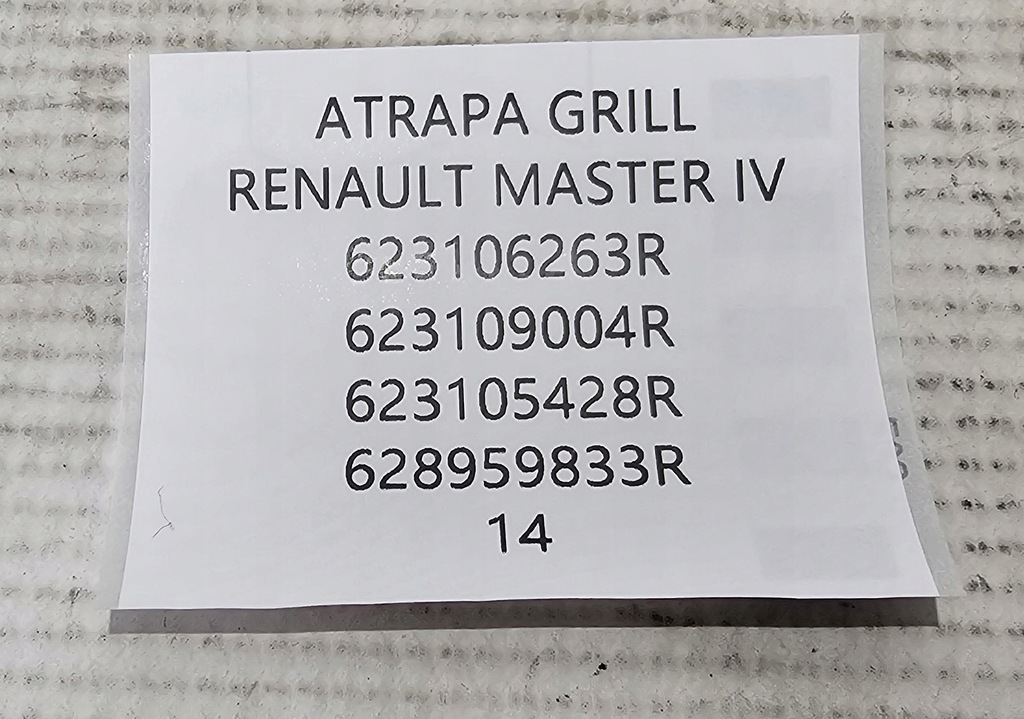 ATRAPA GRILL
RENAULT MASTER IV
623106263R
623109004R
623105428R
628959833R
14